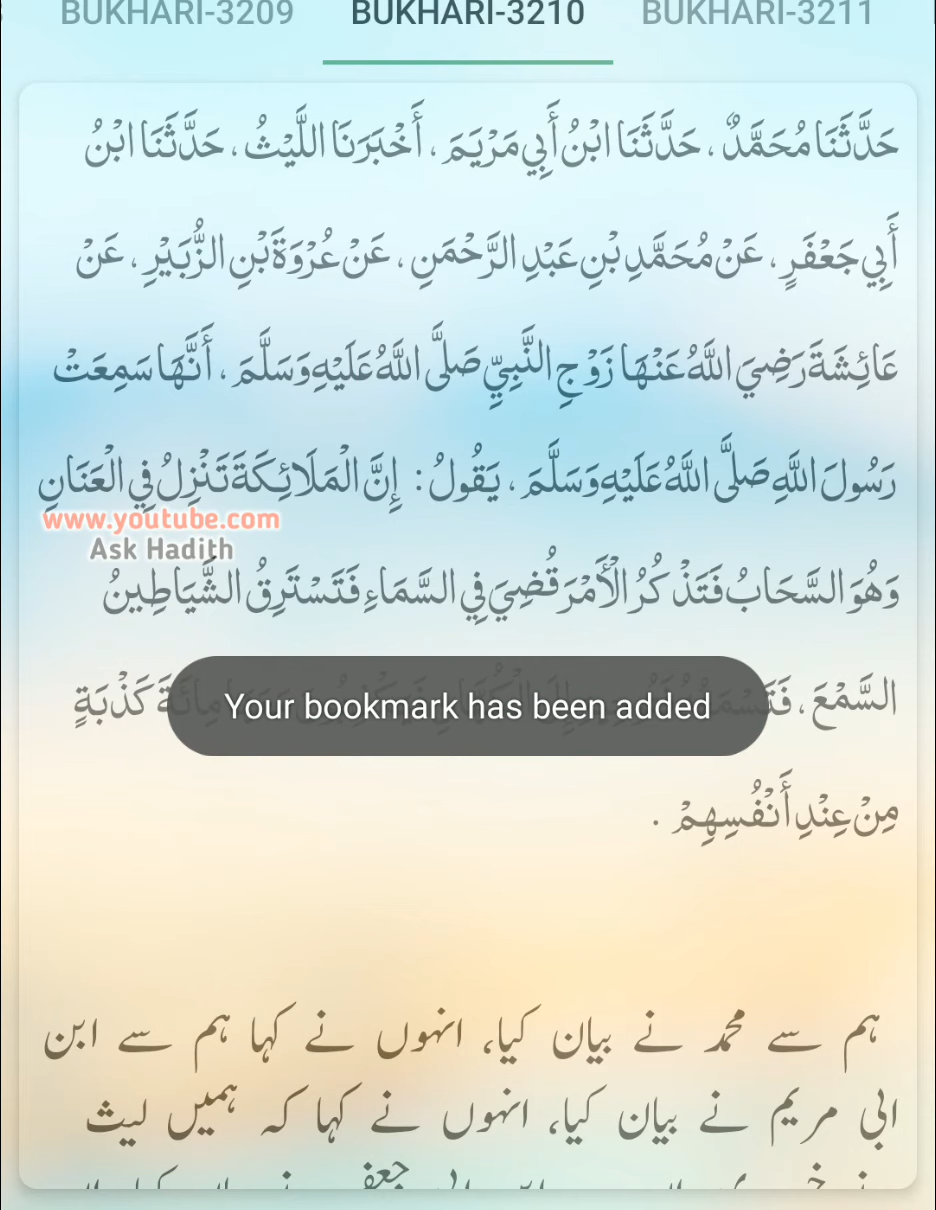 BUKHARI-3209 BUKHARI-3210 BUKHARI-3211
حَدَّثَنَا مُحَمَّدٌ ، حَدَّثَنَا ابْنُ أَبِي مَرْيَمَ ، أَخْبَرَنَا اللَّيْثُ ، حَدَّثَنَا ابْنُ
أَبِي جَعْفَرٍ ، عَنْ مُحَمَّدِ بْنِ عَبْدِ الرَّحْمَنِ ، عَنْ عُرْوَةَ بْنِ الزُّبَيْرِ ، عَنْ
عَائِشَةَ رَضِيَ اللَّهُ عَنْهَا زَوْجِ النَّبِيِّ صَلَّى اللَّهُ عَلَيْهِ وَسَلَّمَ ، أَنَّهَا سَمِعَتْ
رَسُولَ اللَّهِ صَلَّى اللَّهُ عَلَيْهِ وَسَلَّمَ ، يَقُولُ : إِنَّ الْمَلَائِكَةَ تَنْزِلُ فِي الْعَنَانِ
www.youtube.com
Ask Hadith
وَهُوَ السَّحَابُ فَتَذْكُرُ الْأَمْرَ قُضِيَ فِي السَّمَاءِ فَتَسْتَرِقُ الشَّيَاطِينُ
السَّمْعَ ، كَذْبَةٍ
Your bookmark has been added
مِنْ عِنْدِ أَنْفُسِهِمْ .
ہم سے محمد نے بیان کیا، انہوں نے کہا ہم سے ابن
ابی مریم نے بیان کیا، انہوں نے کہا کہ ہمیں لیث